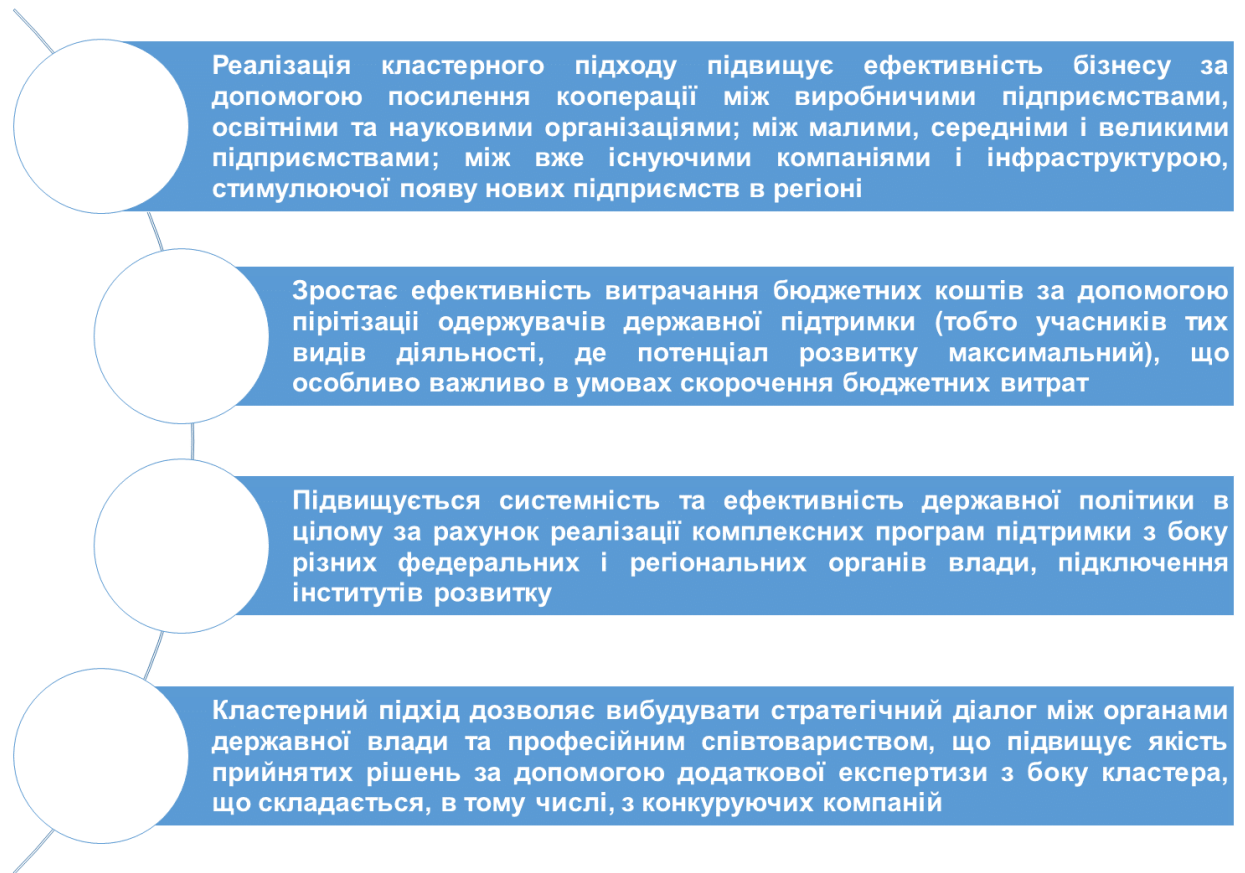 Реалізація кластерного підходу підвищує ефективність бізнесу за
допомогою посилення кооперації між виробничими підприємствами,
освітніми та науковими організаціями; між малими, середніми і великими
підприємствами; між вже існуючими компаніями і інфраструктурою,
стимулюючої появу нових підприємств в регіоні
Зростає ефективність витрачання бюджетних коштів за допомогою
пірітізаціі одержувачів державної підтримки (тобто учасників тих
видів діяльності, де потенціал розвитку максимальний), що
особливо важливо в умовах скорочення бюджетних витрат
Підвищується системність та ефективність державної політики в
цілому за рахунок реалізації комплексних програм підтримки з боку
різних федеральних і регіональних органів влади, підключення
інститутів розвитку
Кластерний підхід дозволяє вибудувати стратегічний діалог між органами
державної влади та професійним співтовариством, що підвищує якість
прийнятих рішень за допомогою додаткової експертизи з боку кластера,
що складається, в тому числі, з конкуруючих компаній